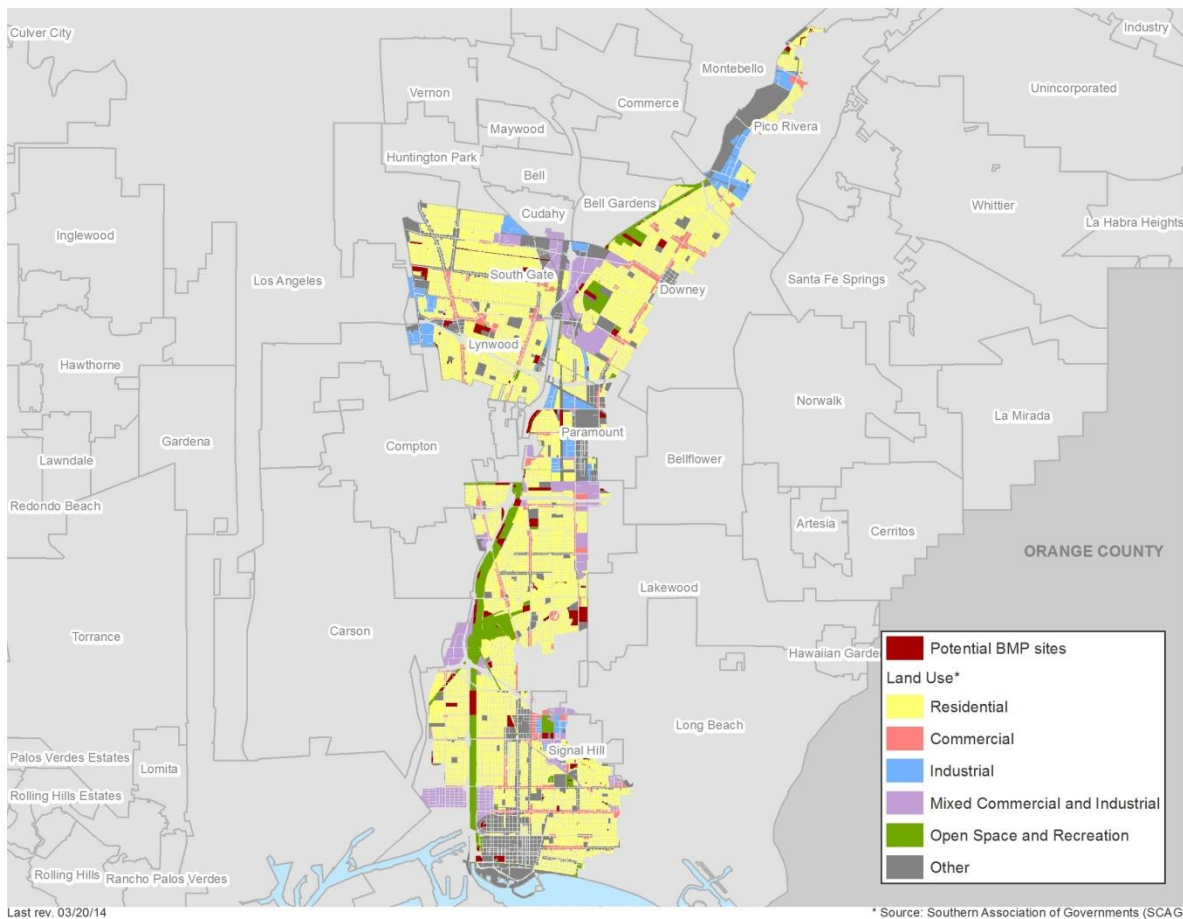 Culver City
Industry
Montebello
Vernon
Commerce
Unincorporated
Maywood
Pico Rivera
Huntington Park
Bell
Whittier
Cudahy
Bell Gardens
La Habra Heights
Inglewood
Los Angeles
South Gate
Santa Fe Springs
Downey
Lynwood
Hawthorne
Norwalk
La Mirada
Paramount
Gardena
Compton
Bellflower
Lawndale
Redondo Beach
Artesia
Cerritos
ORANGE COUNTY
Lakewood
Torrance
Carson
Hawaiian Garden
Long Beach
Signal Hill
Palos Verdes Estates
Lomita
Rolling Hills Estates
Rolling Hills
Rancho Palos Verdes
Potential BMP sites
Land Use*
Residential
Commercial
Industrial
Mixed Commercial and Industrial
Open Space and Recreation
Other
Last rev. 03/20/14
* Source: Southern Association of Governments (SCAG